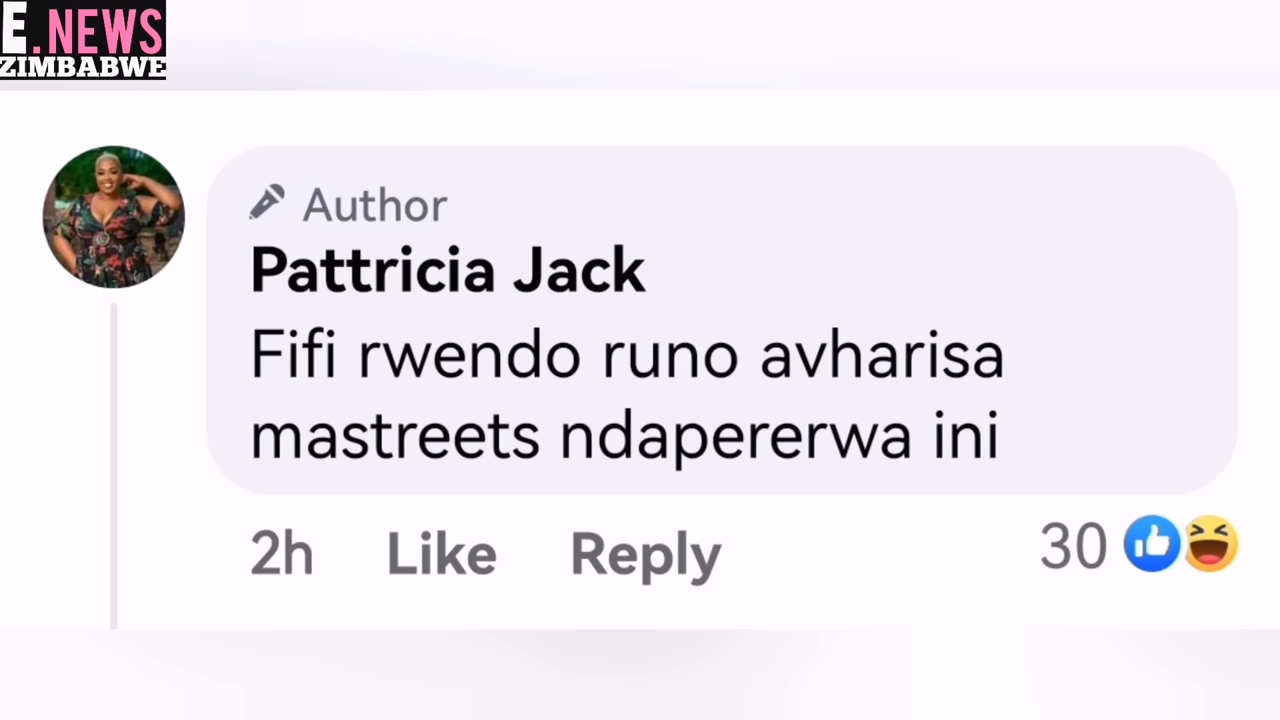 E.NEWS
ZIMBABWE
Author
Pattricia Jack
Fifi rwendo runo avharisa
mastreets ndapererwa ini
2h Like Reply 30